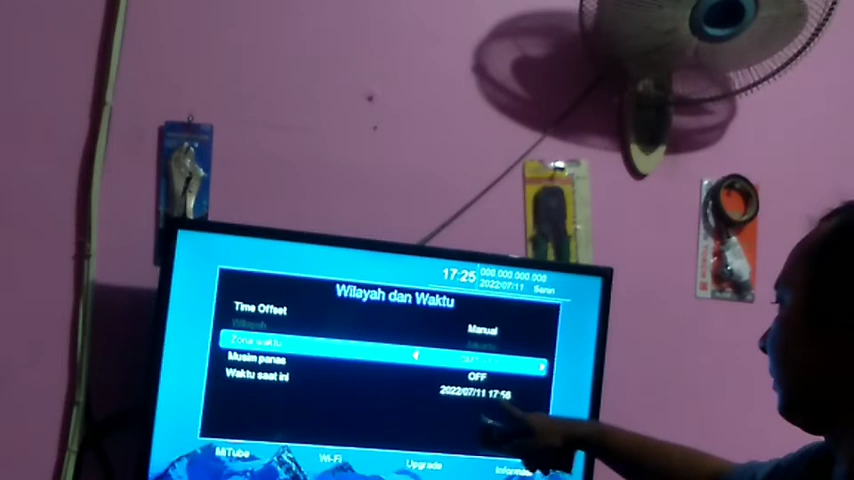 17:25 000.000.000.000
2022/07/11 Senin
Wilayah dan Waktu
Time Offset Manual
Wilayah Jakarta
Zona waktu
Musim panas OFF
Waktu saat ini 2022/07/11 17:56
MiTube Wi-Fi Upgrade